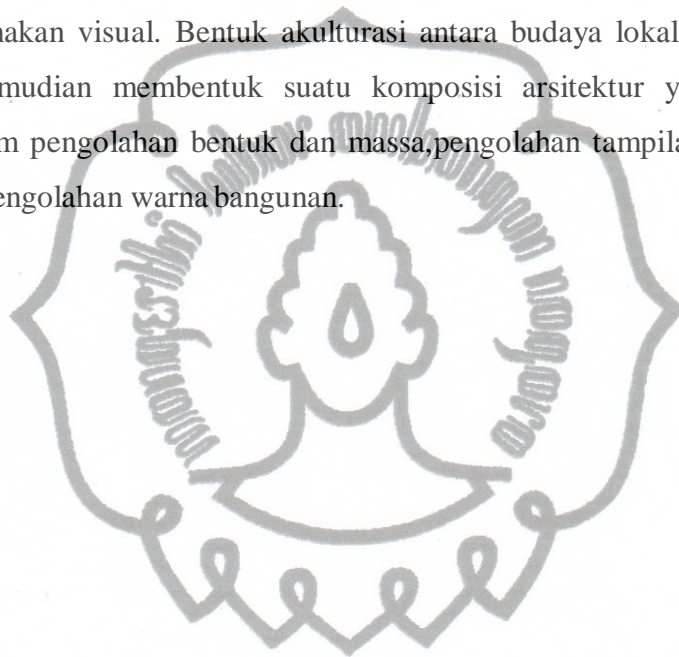 nakan visual. Bentuk akulturasi antara budaya lokal
mudian membentuk suatu komposisi arsitektur y
m pengolahan bentuk dan massa,pengolahan tampila
engolahan warna bangunan.